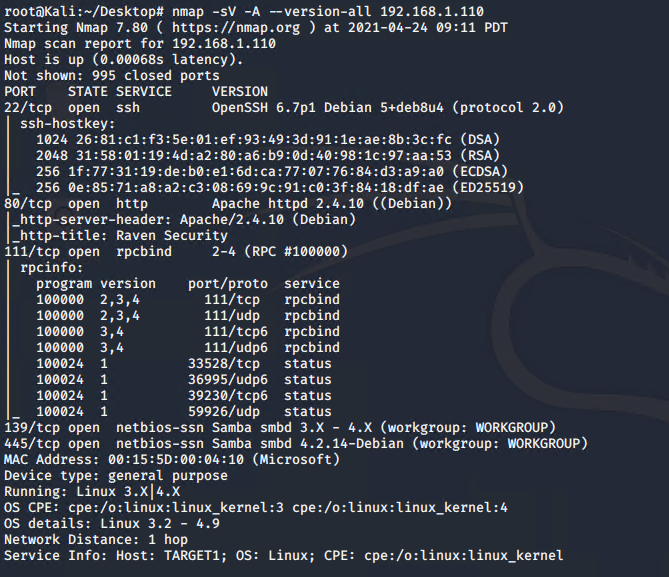 root@Kali:~/Desktop# nmap -sV -A --version-all 192.168.1.110
Starting Nmap 7.80 ( https://nmap.org ) at 2021-04-24 09:11 PDT
Nmap scan report for 192.168.1.110
Host is up (0.00068s latency).
Not shown: 995 closed ports
PORT    STATE SERVICE     VERSION
22/tcp  open  ssh         OpenSSH 6.7p1 Debian 5+deb8u4 (protocol 2.0)
| ssh-hostkey:
|   1024 26:81:c1:f3:5e:01:ef:93:49:3d:91:1e:ae:8b:3c:fc (DSA)
|   2048 31:58:01:19:4d:a2:80:a6:b9:0d:40:98:1c:97:aa:53 (RSA)
|   256 1f:77:31:19:de:b0:e1:6d:ca:77:07:76:84:d3:a9:a0 (ECDSA)
|_  256 0e:85:71:a8:a2:c3:08:69:9c:91:c0:3f:84:18:df:ae (ED25519)
80/tcp  open  http        Apache httpd 2.4.10 ((Debian))
|_http-server-header: Apache/2.4.10 (Debian)
|_http-title: Raven Security
111/tcp open  rpcbind     2-4 (RPC #100000)
| rpcinfo:
|   program version    port/proto  service
|   100000  2,3,4        111/tcp   rpcbind
|   100000  2,3,4        111/udp   rpcbind
|   100000  3,4          111/tcp6  rpcbind
|   100000  3,4          111/udp6  rpcbind
|   100024  1          33528/tcp   status
|   100024  1          36995/udp6  status
|   100024  1          39230/tcp6  status
|_  100024  1          59926/udp   status
139/tcp open  netbios-ssn Samba smbd 3.X - 4.X (workgroup: WORKGROUP)
445/tcp open  netbios-ssn Samba smbd 4.2.14-Debian (workgroup: WORKGROUP)
MAC Address: 00:15:5D:00:04:10 (Microsoft)
Device type: general purpose
Running: Linux 3.X|4.X
OS CPE: cpe:/o:linux:linux_kernel:3 cpe:/o:linux:linux_kernel:4
OS details: Linux 3.2 - 4.9
Network Distance: 1 hop
Service Info: Host: TARGET1; OS: Linux; CPE: cpe:/o:linux:linux_kernel